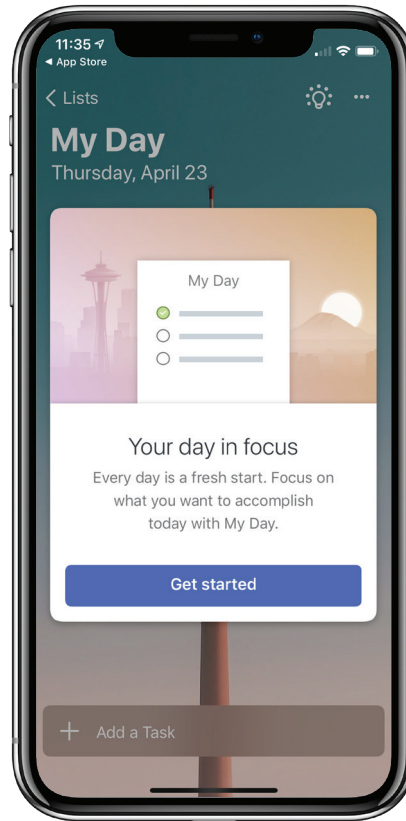 11:35
App Store
Lists
My Day
Thursday, April 23
My Day
Your day in focus
Every day is a fresh start. Focus on
what you want to accomplish
today with My Day.
Get started
Add a Task